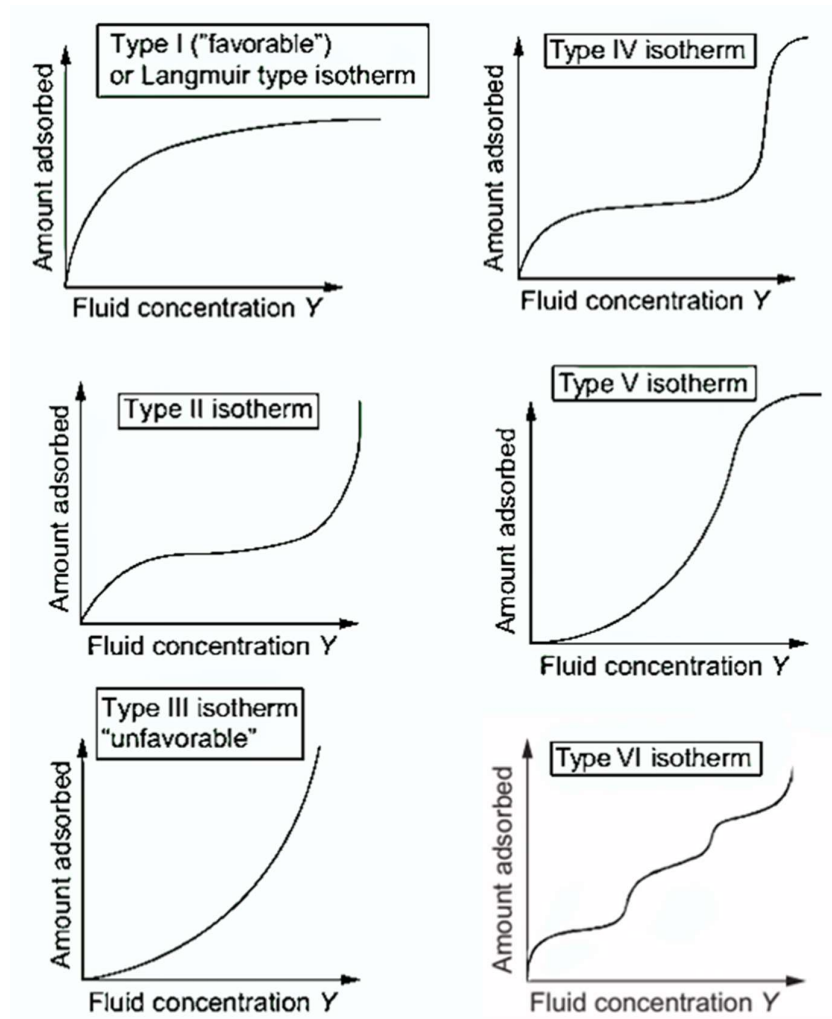 Type I ("favorable")
or Langmuir type isotherm
Amount adsorbed
Fluid concentration Y
Type IV isotherm
Amount adsorbed
Fluid concentration Y
Type II isotherm
Amount adsorbed
Fluid concentration Y
Type V isotherm
Amount adsorbed
Fluid concentration Y
Type III isotherm
“unfavorable”
Amount adsorbed
Fluid concentration Y
Type VI isotherm
Amount adsorbed
Fluid concentration Y